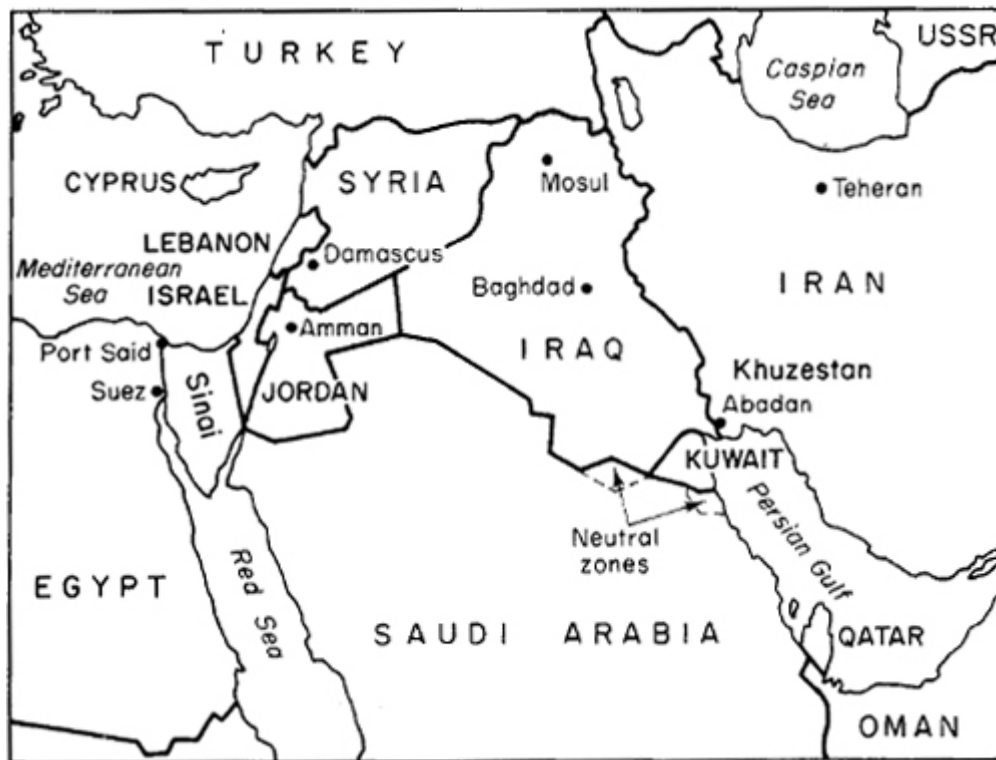 TURKEY
USSR
Caspian
Sea
CYPRUS
SYRIA
Mosul
Teheran
LEBANON
Mediterranean
Sea
Damascus
ISRAEL
Baghdad
IRAN
Port Said
Amman
IRAQ
Suez
Sinai
JORDAN
Khuzestan
Abadan
KUWAIT
Persian Gulf
Neutral
zones
EGYPT
Red Sea
SAUDI ARABIA
QATAR
OMAN